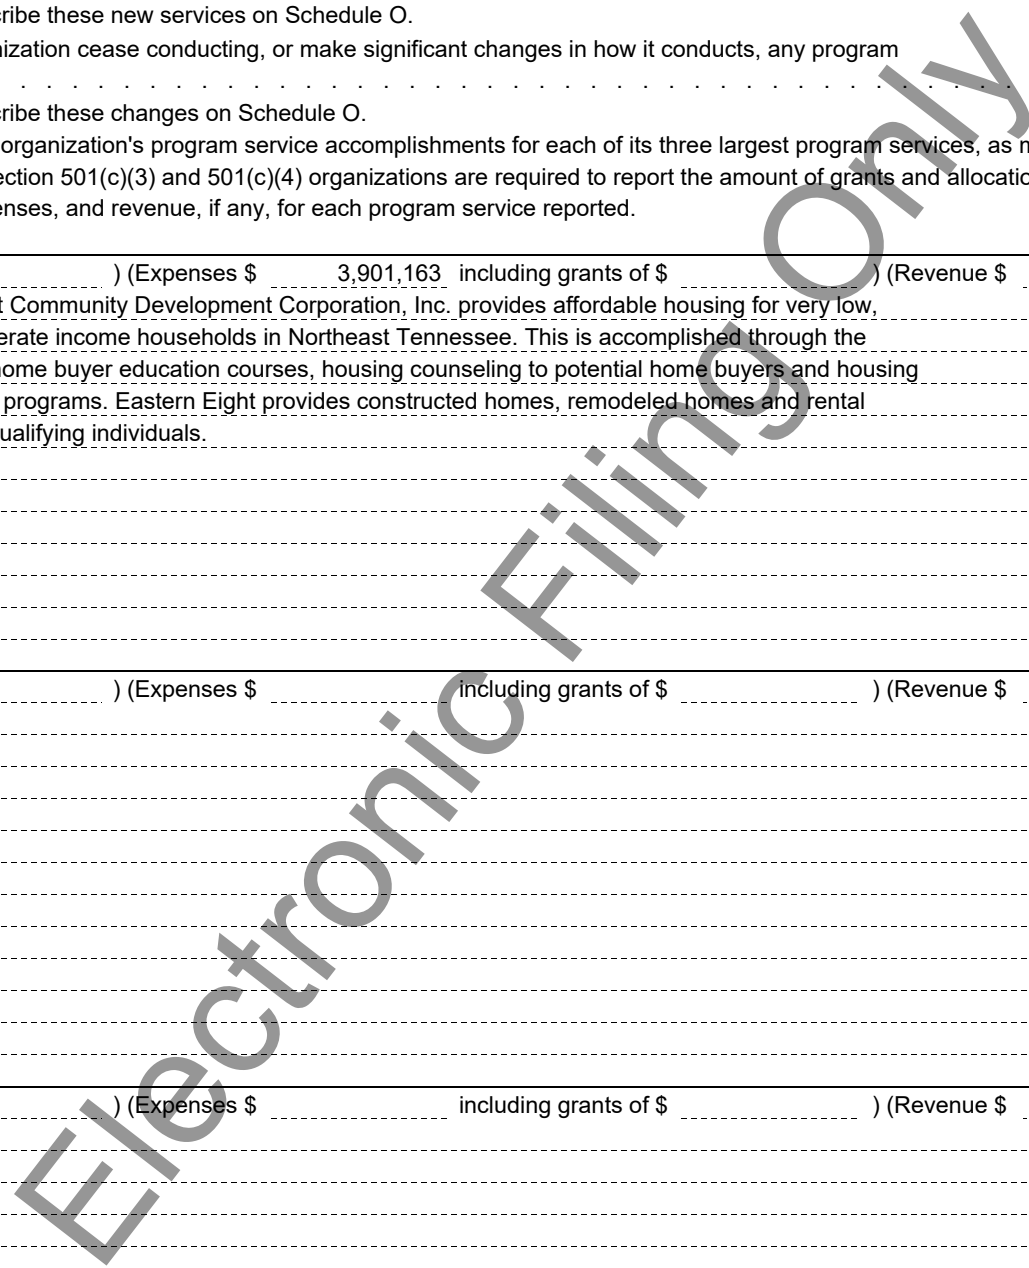 ribe these new services on Schedule O.
nization cease conducting, or make significant changes in how it conducts, any program
. . . . . . . . . . . . . . . . . . . . . . . . . . . . . . . . . . . . . . .
ribe these changes on Schedule O.
organization's program service accomplishments for each of its three largest program services, as m
ection 501(c)(3) and 501(c)(4) organizations are required to report the amount of grants and allocatio
enses, and revenue, if any, for each program service reported.
) (Expenses $ 3,901,163 including grants of $ ) (Revenue $
t Community Development Corporation, Inc. provides affordable housing for very low,
erate income households in Northeast Tennessee. This is accomplished through the
ome buyer education courses, housing counseling to potential home buyers and housing
programs. Eastern Eight provides constructed homes, remodeled homes and rental
ualifying individuals.
) (Expenses $ including grants of $ ) (Revenue $
) (Expenses $ including grants of $ ) (Revenue $
Electronic Filing Only